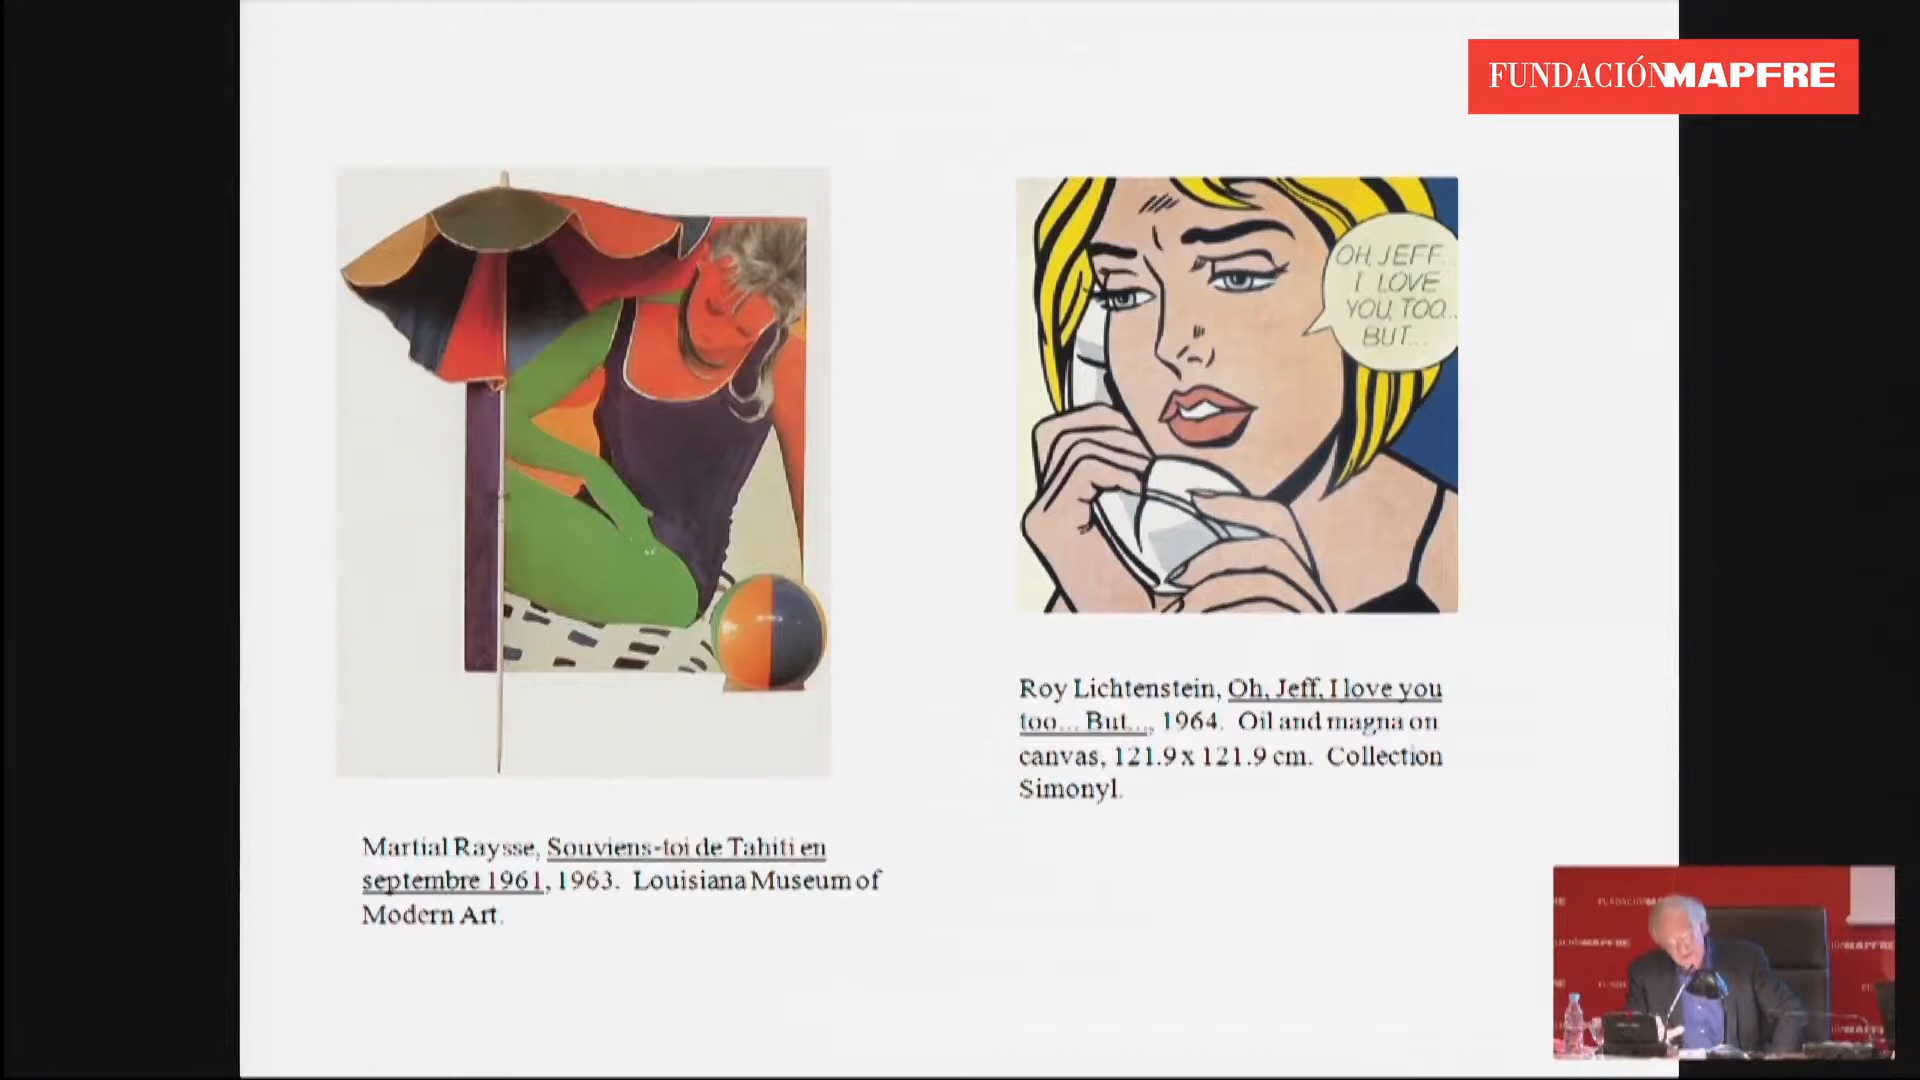 FUNDACIÓNMAPFRE
OH, JEFF...
I LOVE
YOU, TOO...
BUT...
Roy Lichtenstein, Oh, Jeff, I love you
too... But..., 1964. Oil and magna on
canvas, 121.9 x 121.9 cm. Collection
Simonyl.
Martial Raysse, Souviens-toi de Tahiti en
septembre 1961, 1963. Louisiana Museum of
Modern Art.
MAPFRE